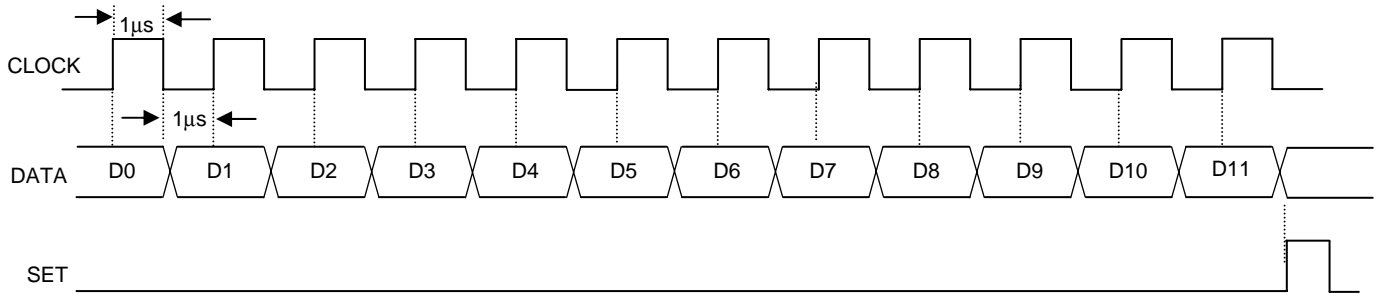 1μs
CLOCK
1μs
DATA D0 D1 D2 D3 D4 D5 D6 D7 D8 D9 D10 D11
SET